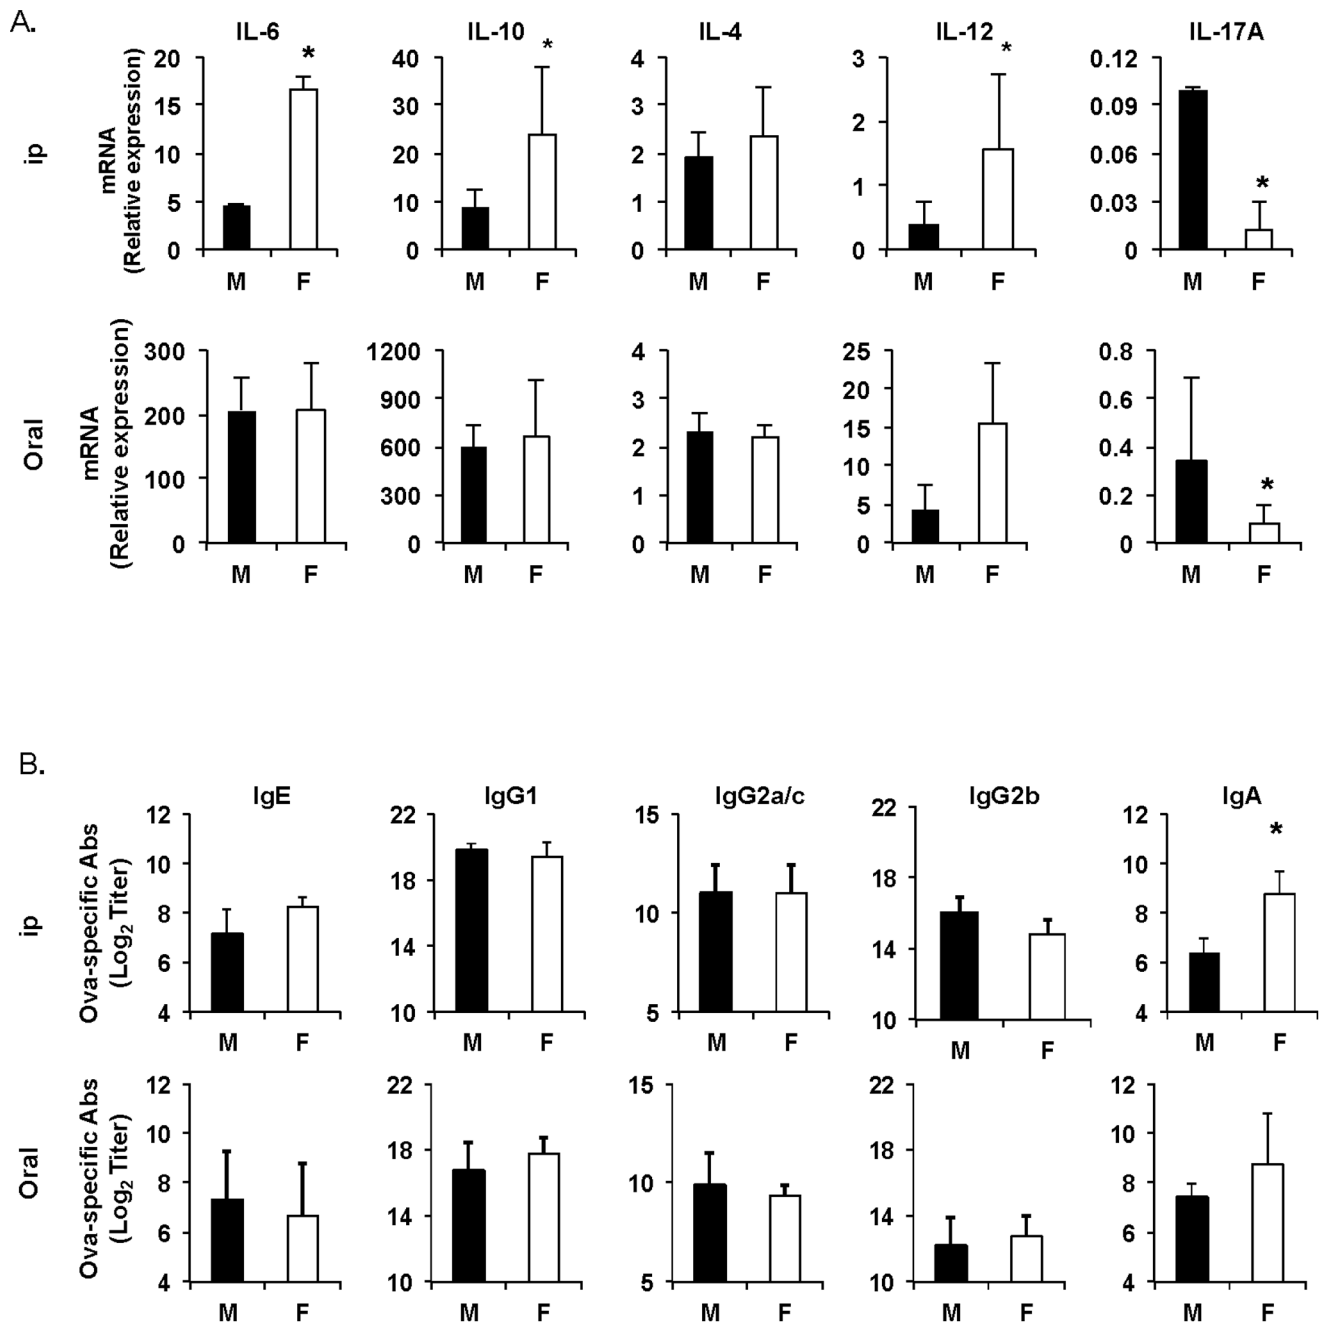 A.
IL-6 IL-10 IL-4 IL-12 IL-17A
* * * *
ip
mRNA
(Relative expression)
20 15 10 5 0
40 30 20 10 0
4 3 2 1 0
3 2 1 0
0.12 0.09 0.06 0.03 0
M F M F M F M F M F
Oral
mRNA
(Relative expression)
300 200 100 0
1200 900 600 300 0
4 3 2 1 0
25 20 15 10 5 0
0.8 0.6 0.4 0.2 0
*
M F M F M F M F M F
B.
IgE IgG1 IgG2a/c IgG2b IgA
*
ip
Ova-specific Abs
(Log2 Titer)
12 10 8 6 4
22 18 14 10
15 10 5
22 18 14 10
12 10 8 6 4
M F M F M F M F M F
Oral
Ova-specific Abs
(Log2 Titer)
12 10 8 6 4
22 18 14 10
15 10 5
22 18 14 10
12 10 8 6 4
M F M F M F M F M F